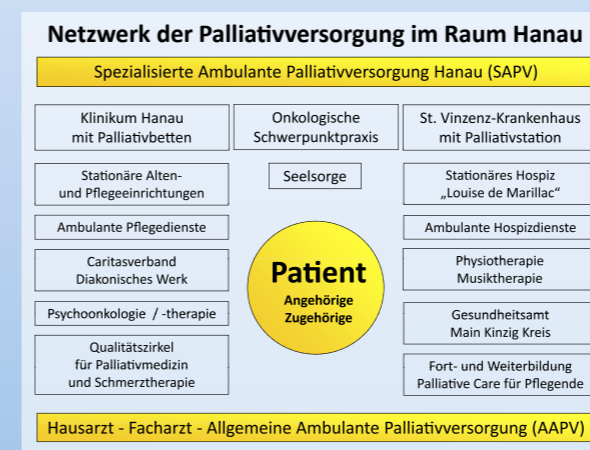 Netzwerk der Palliativversorgung im Raum Hanau
Spezialisierte Ambulante Palliativversorgung Hanau (SAPV)
Klinikum Hanau
mit Palliativbetten
Onkologische
Schwerpunktpraxis
St. Vinzenz-Krankenhaus
mit Palliativstation
Stationäre Alten-
und Pflegeeinrichtungen
Seelsorge
Stationäres Hospiz
„Louise de Marillac“
Ambulante Pflegedienste
Ambulante Hospizdienste
Caritasverband
Diakonisches Werk
Patient
Angehörige
Zugehörige
Physiotherapie
Musiktherapie
Psychoonkologie / -therapie
Gesundheitsamt
Main Kinzig Kreis
Qualitätszirkel
für Palliativmedizin
und Schmerztherapie
Fort- und Weiterbildung
Palliative Care für Pflegende
Hausarzt - Facharzt - Allgemeine Ambulante Palliativversorgung (AAPV)